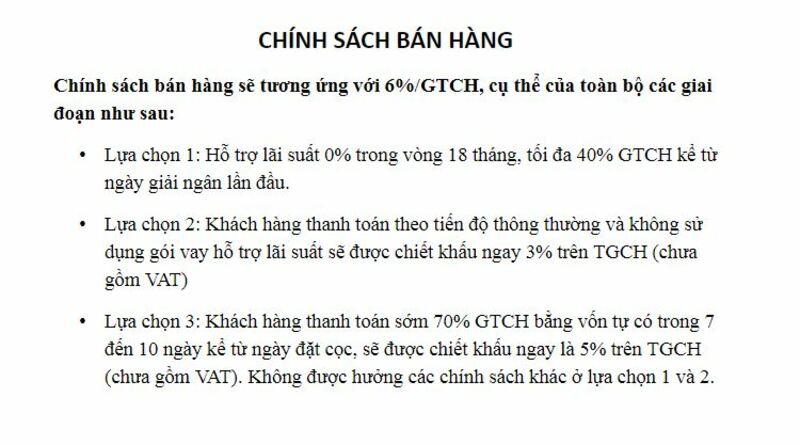 CHÍNH SÁCH BÁN HÀNG
Chính sách bán hàng sẽ tương ứng với 6%/GTCH, cụ thể của toàn bộ các giai
đoạn như sau:
• Lựa chọn 1: Hỗ trợ lãi suất 0% trong vòng 18 tháng, tối đa 40% GTCH kể từ
ngày giải ngân lần đầu.
• Lựa chọn 2: Khách hàng thanh toán theo tiến độ thông thường và không sử
dụng gói vay hỗ trợ lãi suất sẽ được chiết khấu ngay 3% trên TGCH (chưa
gồm VAT)
• Lựa chọn 3: Khách hàng thanh toán sớm 70% GTCH bằng vốn tự có trong 7
đến 10 ngày kể từ ngày đặt cọc, sẽ được chiết khấu ngay là 5% trên TGCH
(chưa gồm VAT). Không được hưởng các chính sách khác ở lựa chọn 1 và 2.